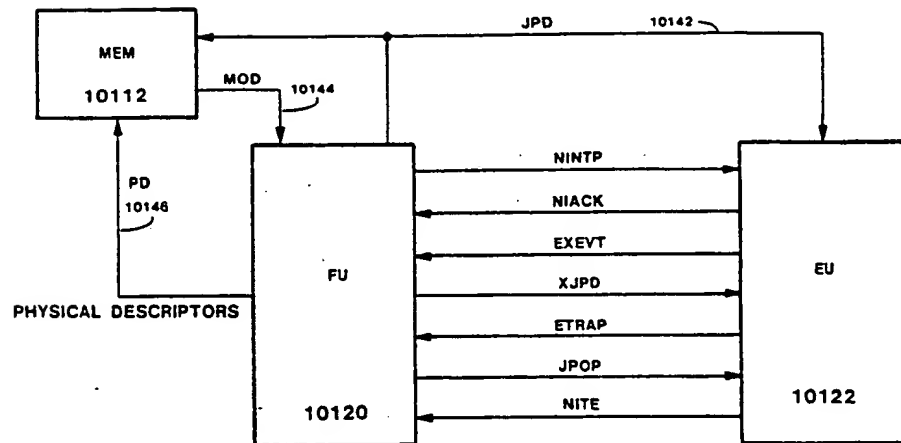 JPD
10142
MEM
10112
MOD
10144
PD
10146
PHYSICAL DESCRIPTORS
FU
10120
NINTP
NIACK
EXEVT
XJPD
ETRAP
JPOP
NITE
EU
10122